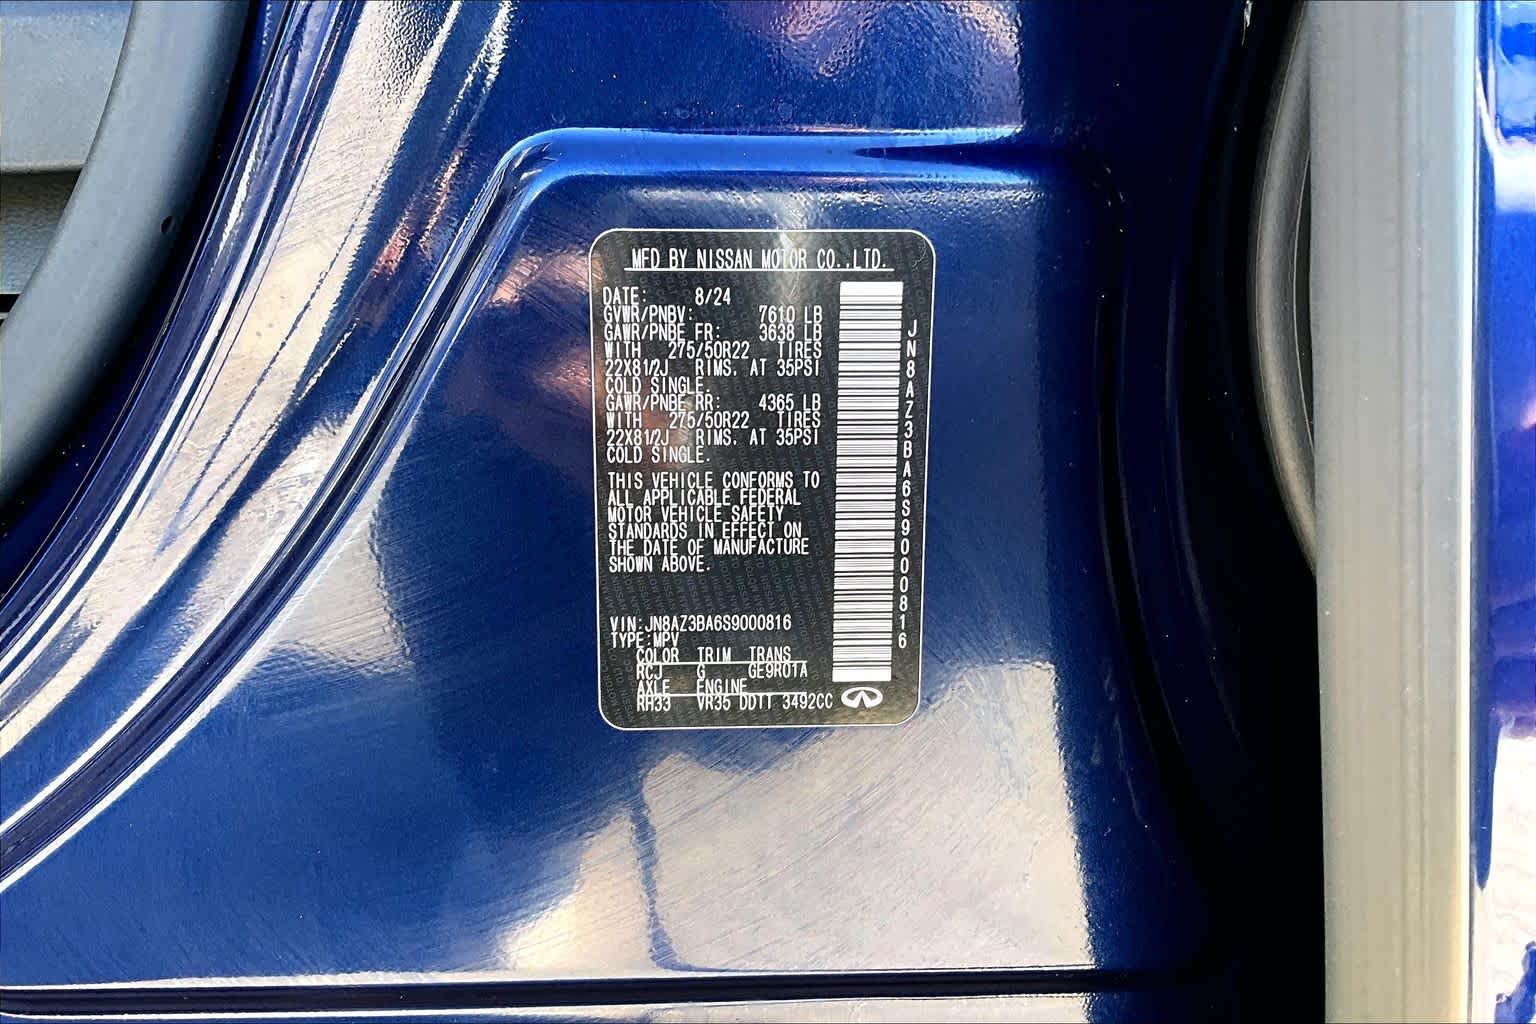 MFD BY NISSAN MOTOR CO.,LTD.
DATE: 8/24
GVWR/PNBV: 7610 LB
GAWR/PNBE FR: 3638 LB
WITH 275/50R22 TIRES
22X81/2J RIMS. AT 35PSI
COLD SINGLE.
GAWR/PNBE RR: 4365 LB
WITH 275/50R22 TIRES
22X81/2J RIMS. AT 35PSI
COLD SINGLE.
THIS VEHICLE CONFORMS TO
ALL APPLICABLE FEDERAL
MOTOR VEHICLE SAFETY
STANDARDS IN EFFECT ON
THE DATE OF MANUFACTURE
SHOWN ABOVE.
VIN:JN8AZ3BA6S9000816
TYPE:MPV
COLOR TRIM TRANS
RCJ G GE9R01A
AXLE ENGINE
RH33 VR35 DDTT 3492CC
JN8AZ3BA6S9000816